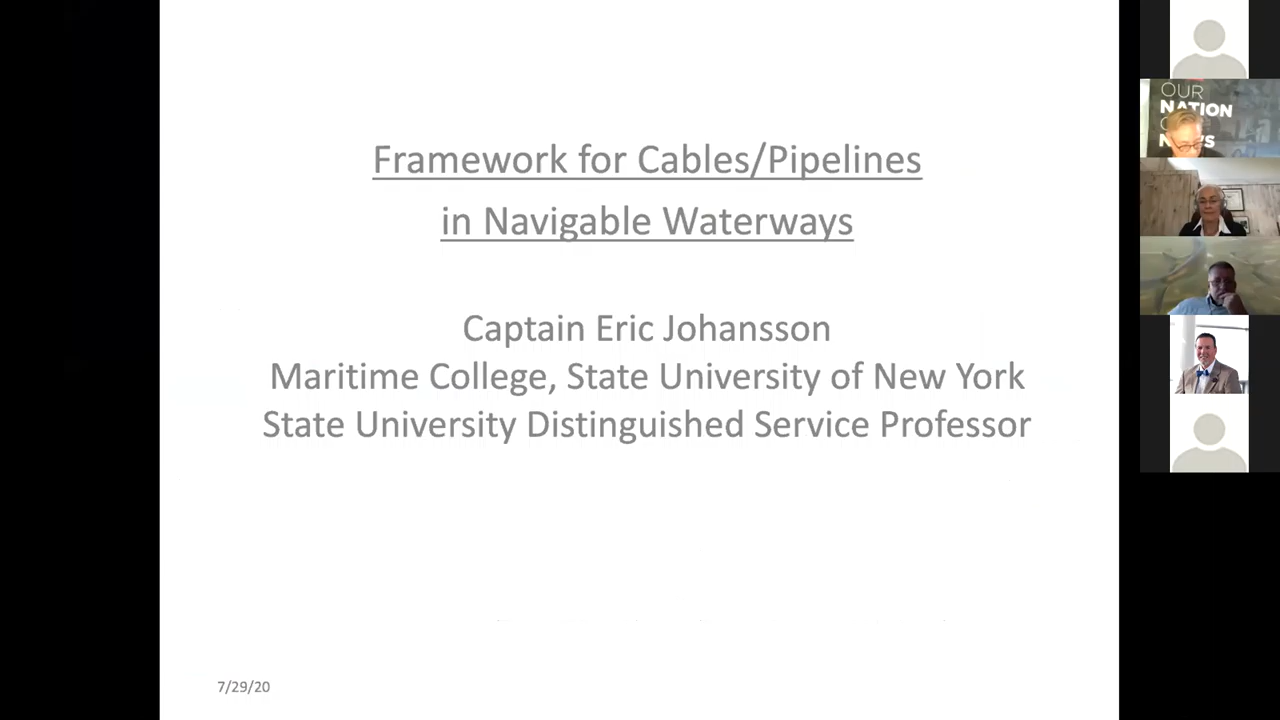 Framework for Cables/Pipelines
in Navigable Waterways
Captain Eric Johansson
Maritime College, State University of New York
State University Distinguished Service Professor
7/29/20
OUR
NATION